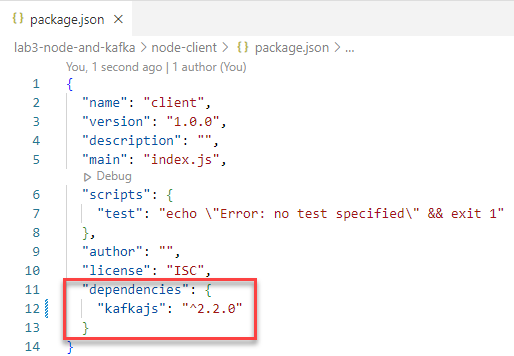 package.json
lab3-node-and-kafka > node-client > package.json > ...
You, 1 second ago | 1 author (You)
1 {
2 "name": "client",
3 "version": "1.0.0",
4 "description": "",
5 "main": "index.js",
Debug
6 "scripts": {
7 "test": "echo \"Error: no test specified\" && exit 1"
8 },
9 "author": "",
10 "license": "ISC",
11 "dependencies": {
12 "kafkajs": "^2.2.0"
13 }
14 }